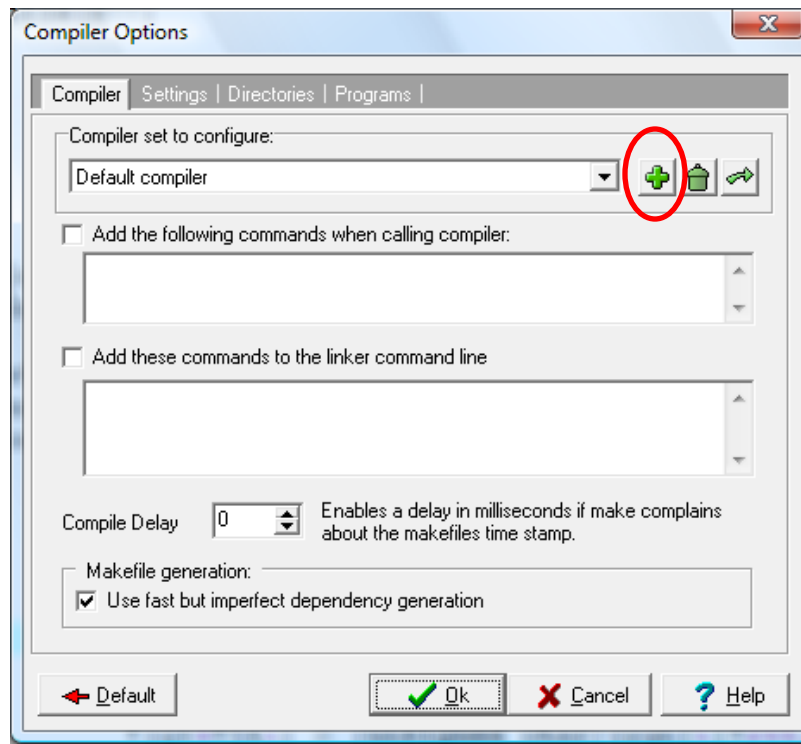 Compiler Options
Compiler Settings | Directories | Programs |
Compiler set to configure:
Default compiler
Add the following commands when calling compiler:
Add these commands to the linker command line
Compile Delay 0 Enables a delay in milliseconds if make complains
about the makefiles time stamp.
Makefile generation:
Use fast but imperfect dependency generation
Default Ok Cancel Help